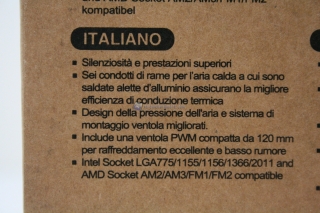 AMD Socket AM2/AM3/FM1/FM2
kompatibel
ITALIANO
▪ Silenziosità e prestazioni superiori
▪ Sei condotti di rame per l'aria calda a cui sono
saldate alette d'alluminio assicurano la migliore
efficienza di conduzione termica
▪ Design della pressione dell'aria e sistema di
montaggio ventola migliorati.
▪ Include una ventola PWM compatta da 120 mm
per raffreddamento eccellente e basso rumore
▪ Intel Socket LGA775/1155/1156/1366/2011 and
AMD Socket AM2/AM3/FM1/FM2 compatible